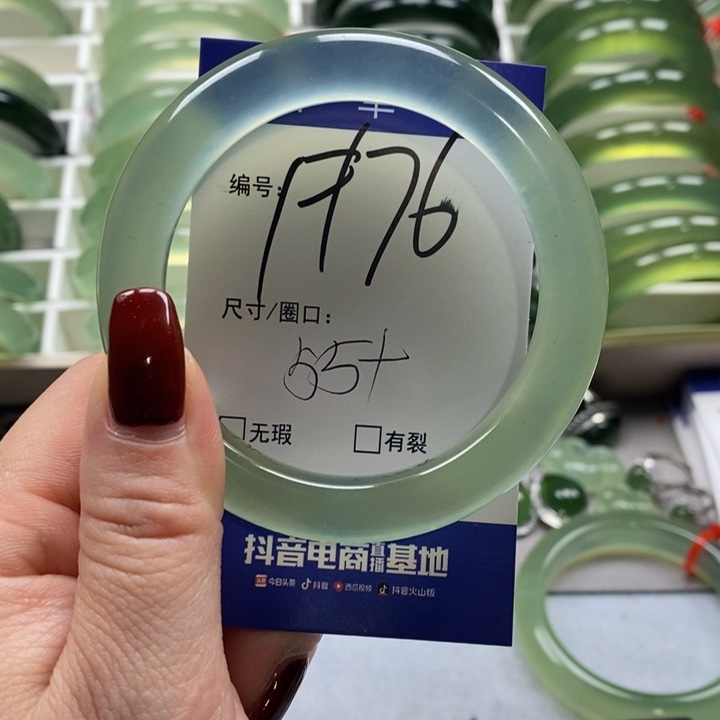 编号:
176
尺寸/圈口:
55+
无瑕 有裂
抖音电商直播基地
今日头条 抖音 西瓜视频 抖音火山版